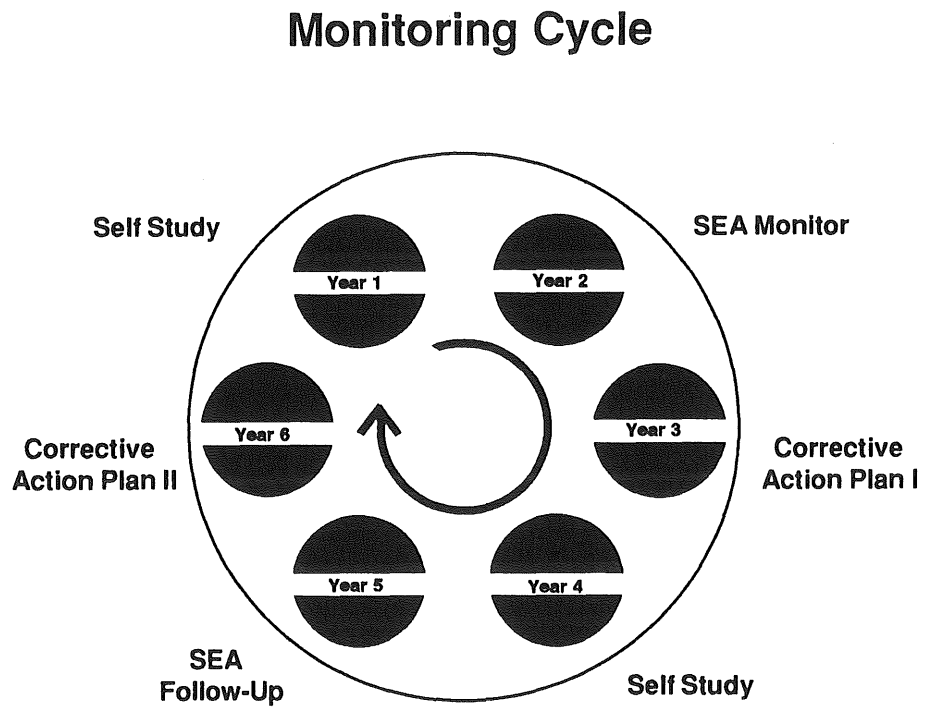 Monitoring Cycle
Self Study
SEA Monitor
Year 1
Year 2
Year 6
Year 3
Corrective
Action Plan II
Corrective
Action Plan I
Year 5
Year 4
SEA
Follow-Up
Self Study